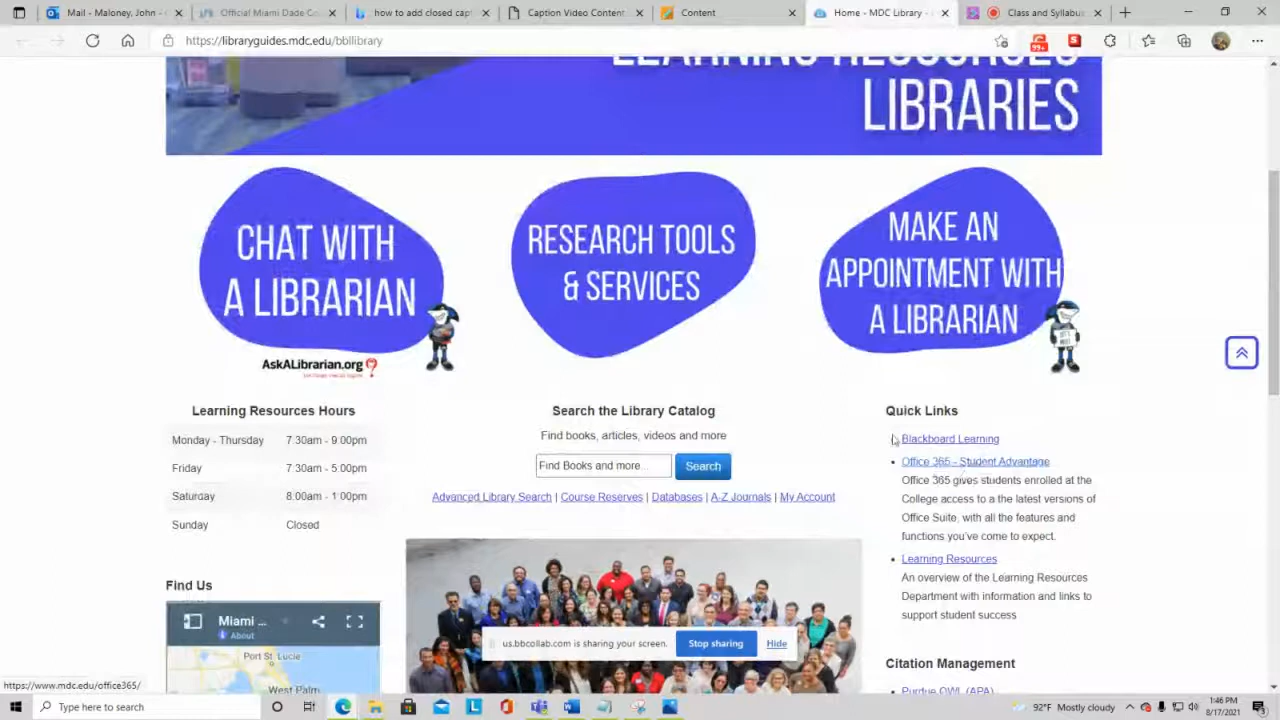 Mail - Maloney, John - Outlook
Official Miami Dade C
how to add closed capt
Caption Video Content
Content
Home - MDC Library -
Class and Syllabus
https://libraryguides.mdc.edu/bbllibrary
99+
S
LEARNING RESOURCES
LIBRARIES
CHAT WITH
A LIBRARIAN
AskALibrarian.org
RESEARCH TOOLS
& SERVICES
MAKE AN
APPOINTMENT WITH
A LIBRARIAN
Learning Resources Hours
Monday - Thursday 7.30am - 9:00pm
Friday 7:30am - 5:00pm
Saturday 8:00am - 1:00pm
Sunday Closed
Find Us
Miami ...
About
Port St. Lucie
West Palm
Search the Library Catalog
Find books, articles, videos and more
Find Books and more... Search
Advanced Library Search | Course Reserves | Databases | A-Z Journals | My Account
Quick Links
Blackboard Learning
Office 365 - Student Advantage
Office 365 gives students enrolled at the
College access to a the latest versions of
Office Suite, with all the features and
functions you've come to expect.
Learning Resources
An overview of the Learning Resources
Department with information and links to
support student success
Citation Management
Purdue OWL (APA)
us.bbcollab.com is sharing your screen. Stop sharing Hide
https://www.mdc.edu/office365/
Type here to search
92°F Mostly cloudy
1:46 PM
8/17/2021